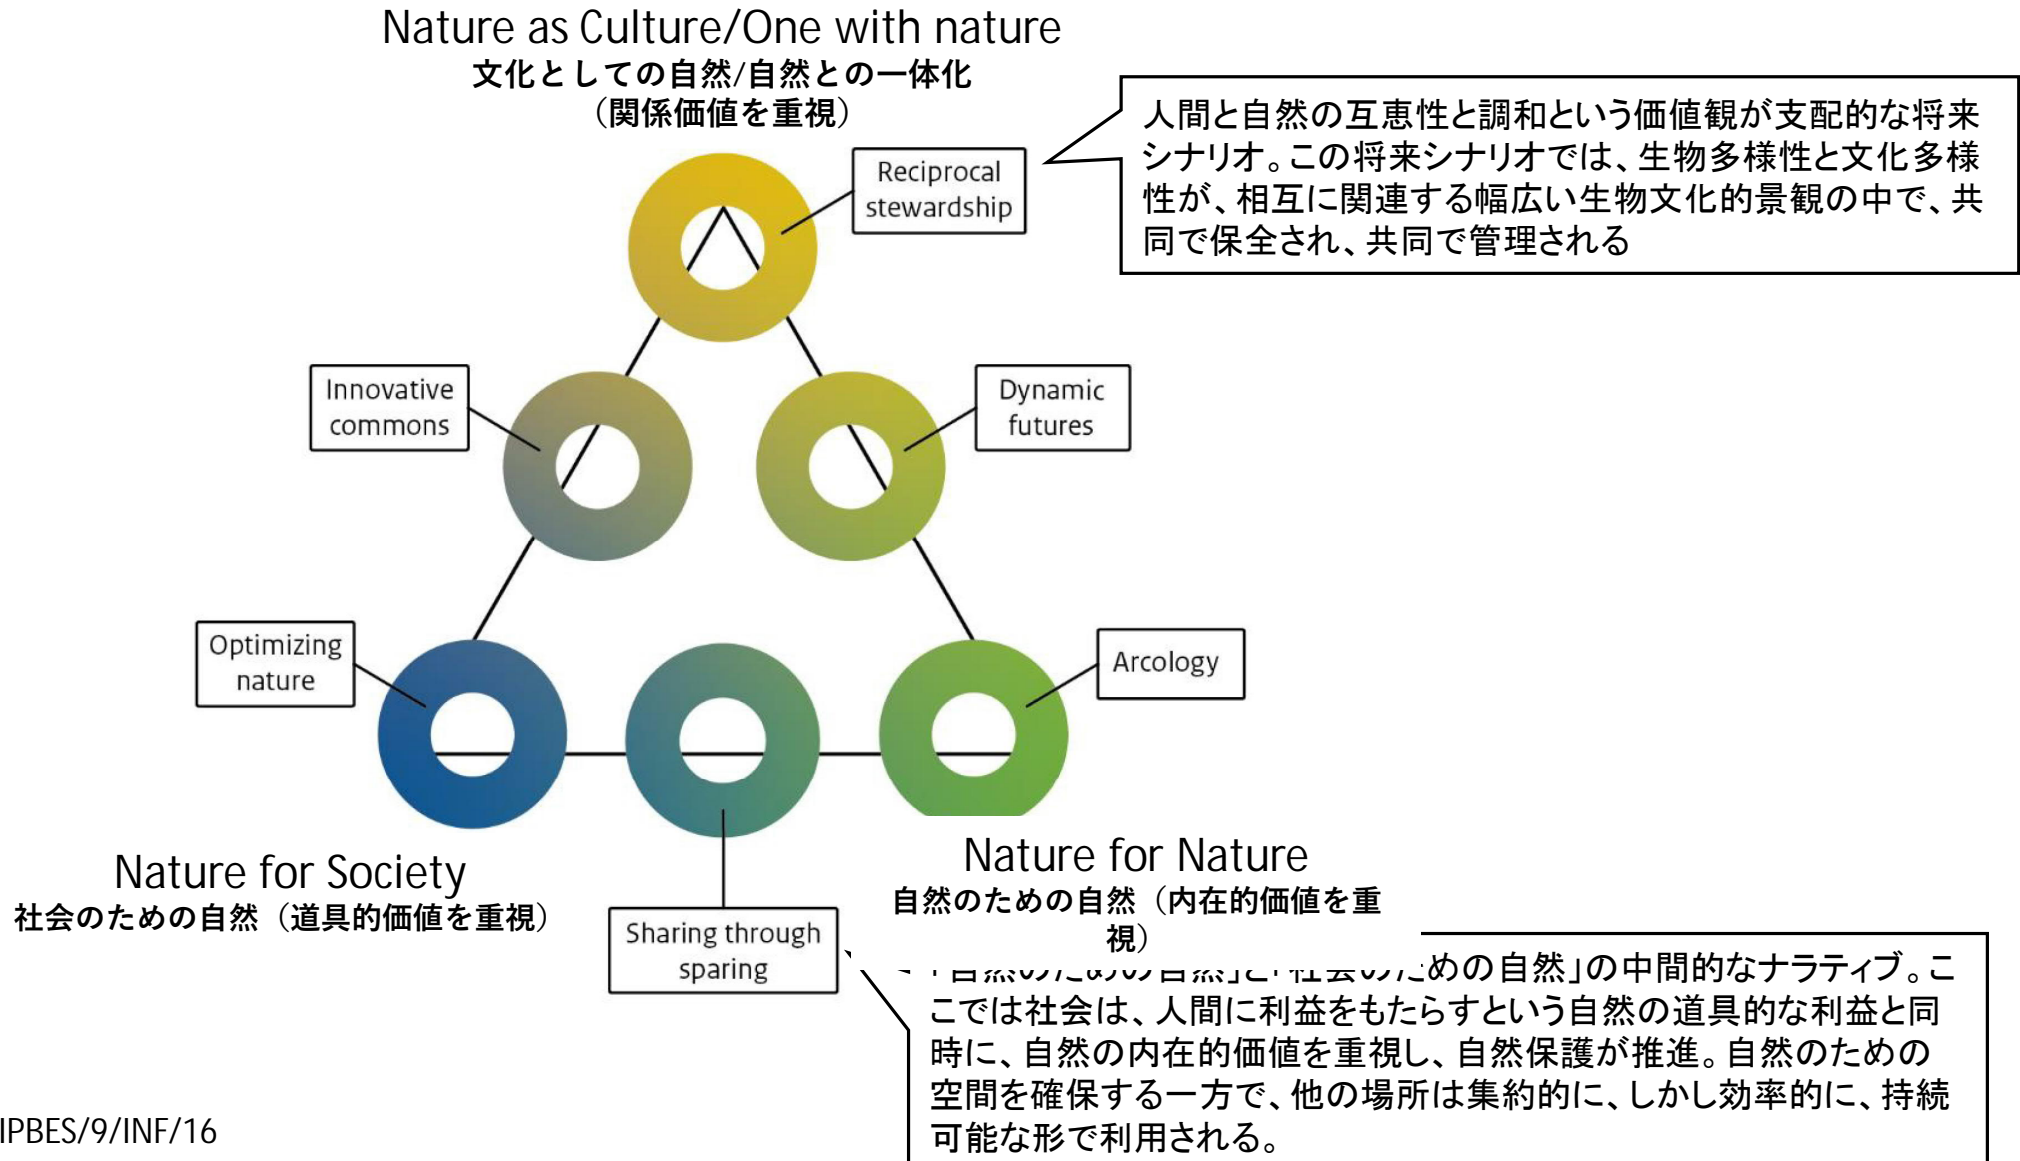 Nature as Culture/One with nature
文化としての自然/自然との一体化
（関係価値を重視）
人間と自然の互恵性と調和という価値観が支配的な将来
シナリオ。この将来シナリオでは、生物多様性と文化多様
性が、相互に関連する幅広い生物文化的景観の中で、共
同で保全され、共同で管理される
Reciprocal
stewardship
Innovative
commons
Dynamic
futures
Optimizing
nature
Arcology
Nature for Society
社会のための自然（道具的価値を重視）
Nature for Nature
自然のための自然（内在的価値を重
視）
Sharing through
sparing
「自然のための自然」と「社会のための自然」の中間的なナラティブ。こ
こでは社会は、人間に利益をもたらすという自然の道具的な利益と同
時に、自然の内在的価値を重視し、自然保護が推進。自然のための
空間を確保する一方で、他の場所は集約的に、しかし効率的に、持続
可能な形で利用される。
IPBES/9/INF/16